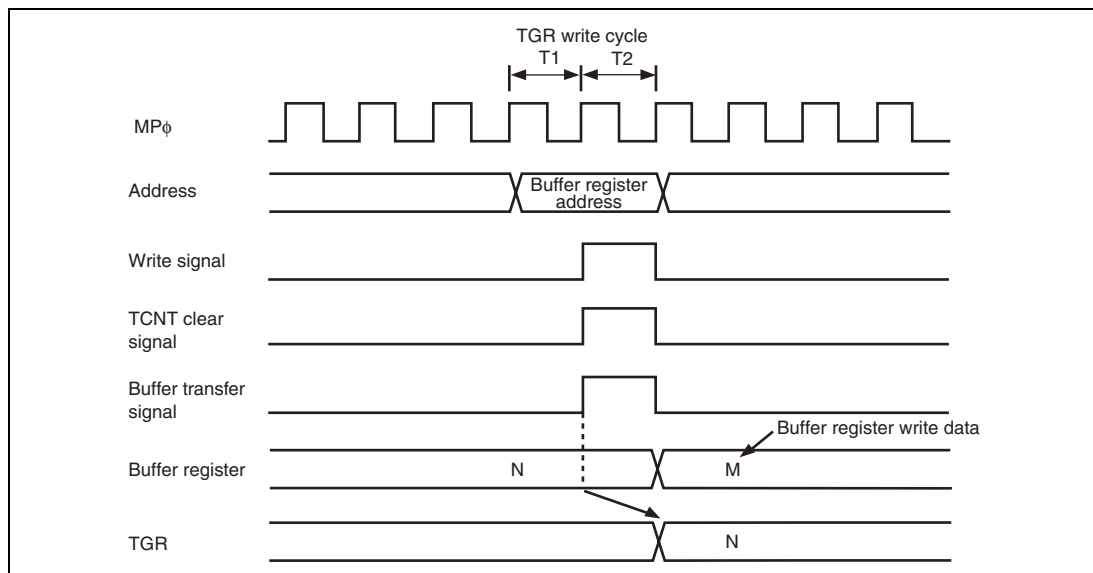 TGR write cycle
T1 T2
MPϕ
Address
Buffer register
address
Write signal
TCNT clear
signal
Buffer transfer
signal
Buffer register write data
Buffer register
N M
TGR
N